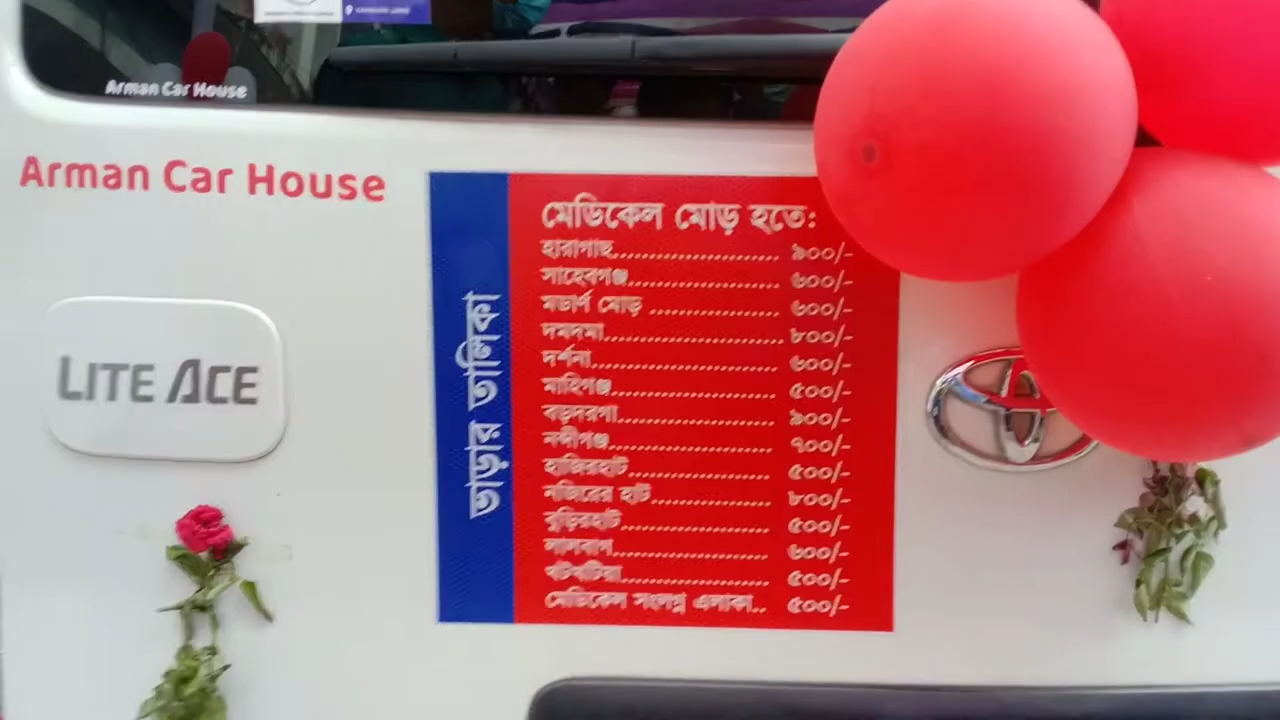 Arman Car House
Arman Car House
LITE ACE
ভাড়ার তালিকা
মেডিকেল মোড় হতে:
হারাগাছ........................... ৯০০/-
সাহেবগঞ্জ......................... ৬০০/-
মডার্ণ মোড় ..................... ৬০০/-
দমদমা............................. ৮০০/-
দর্শনা.............................. ৬০০/-
মাহিগঞ্জ........................... ৫০০/-
বড়দরগা.......................... ৯০০/-
নব্দীগঞ্জ........................... ৭০০/-
হাজিরহাট....................... ৫০০/-
নজিরের হাট.................... ৮০০/-
বুড়িরহাট......................... ৫০০/-
লালবাগ.......................... ৬০০/-
খটখটিয়া......................... ৫০০/-
মেডিকেল সংলগ্ন এলাকা.. ৫০০/-